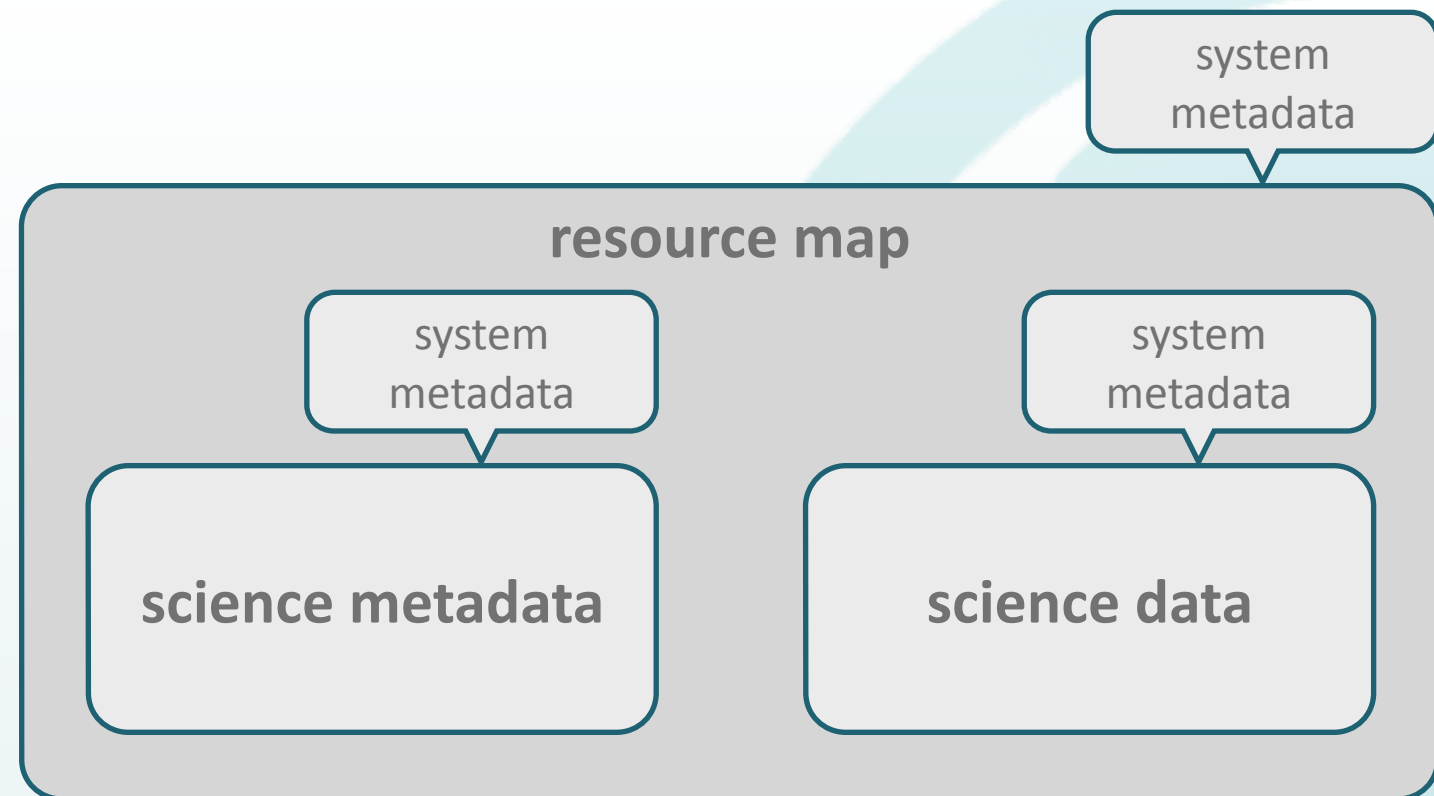 system
metadata
resource map
system
metadata
system
metadata
science metadata
science data